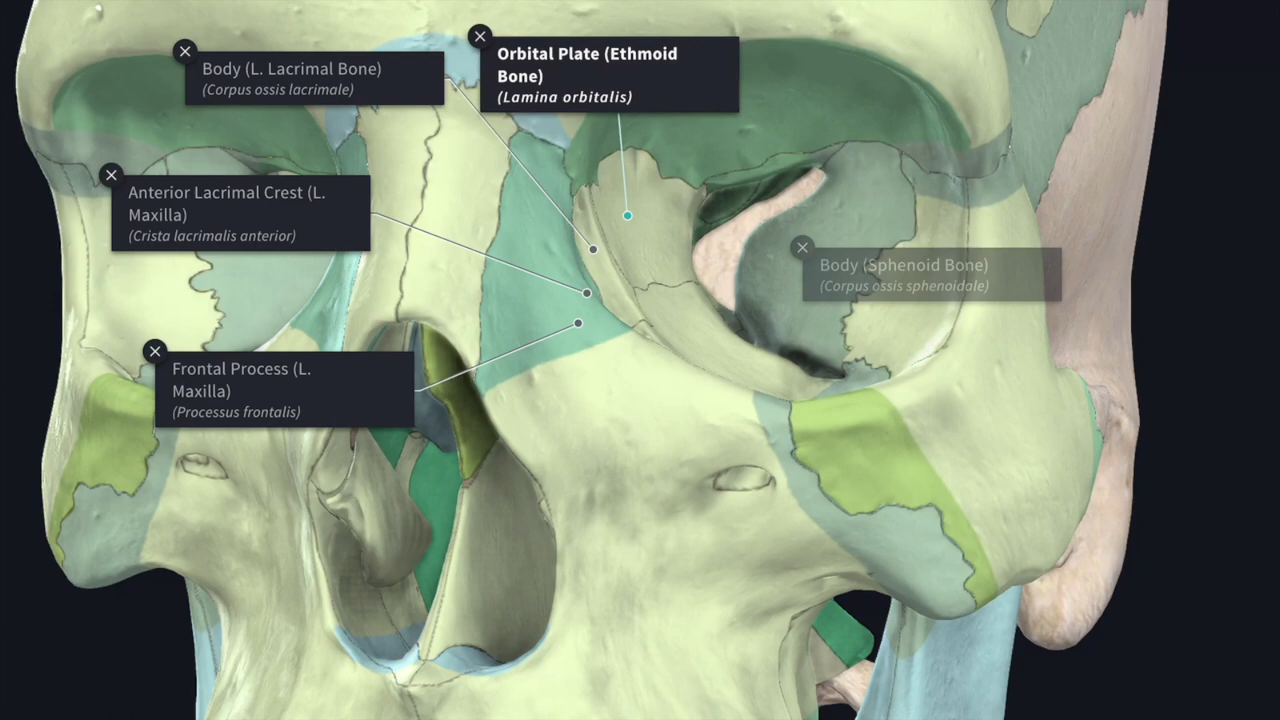 Body (L. Lacrimal Bone)
(Corpus ossis lacrimale)
Orbital Plate (Ethmoid
Bone)
(Lamina orbitalis)
Anterior Lacrimal Crest (L.
Maxilla)
(Crista lacrimalis anterior)
Body (Sphenoid Bone)
(Corpus ossis sphenoidale)
Frontal Process (L.
Maxilla)
(Processus frontalis)